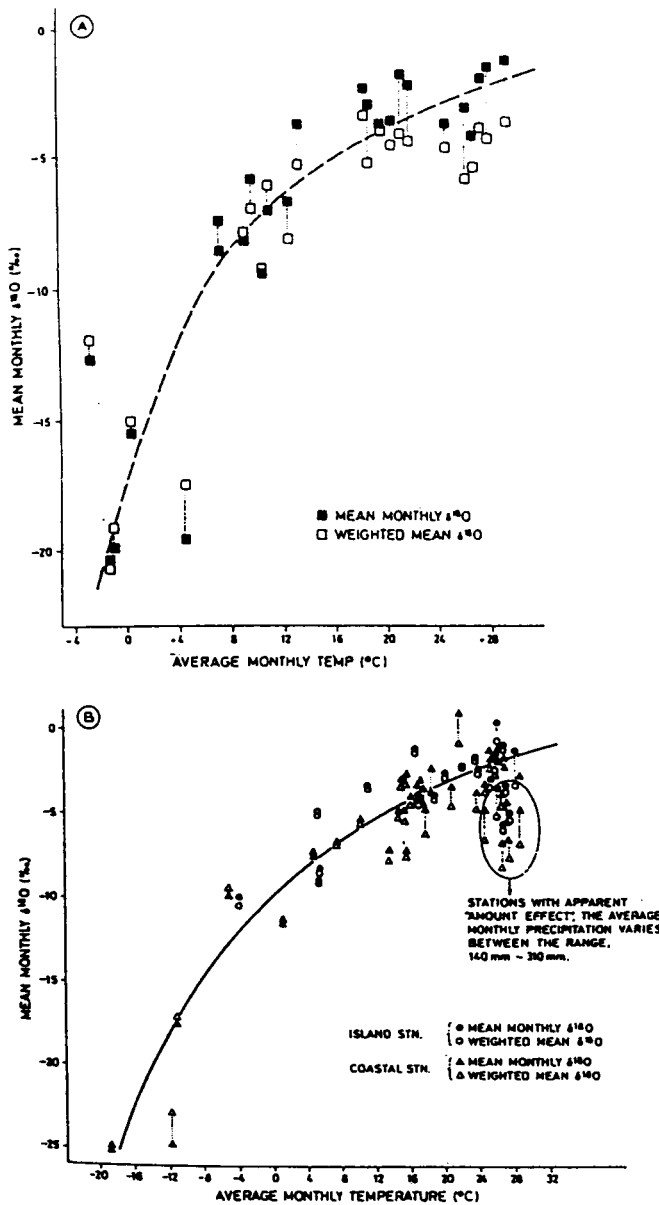 A
0
-5
-10
-15
-20
MEAN MONTHLY δ¹⁸O (‰)
■ MEAN MONTHLY δ¹⁸O
□ WEIGHTED MEAN δ¹⁸O
-4 0 +4 8 12 16 20 24 +28
AVERAGE MONTHLY TEMP (°C)
B
0
-5
-10
-15
-20
-25
MEAN MONTHLY δ¹⁸O (‰)
STATIONS WITH APPARENT
"AMOUNT EFFECT", THE AVERAGE
MONTHLY PRECIPITATION VARIES
BETWEEN THE RANGE,
140 mm ~ 310 mm.
ISLAND STN. ● MEAN MONTHLY δ¹⁸O
○ WEIGHTED MEAN δ¹⁸O
COASTAL STN. ▲ MEAN MONTHLY δ¹⁸O
△ WEIGHTED MEAN δ¹⁸O
-20 -16 -12 -8 -4 0 4 8 12 16 20 24 28 32
AVERAGE MONTHLY TEMPERATURE (°C)